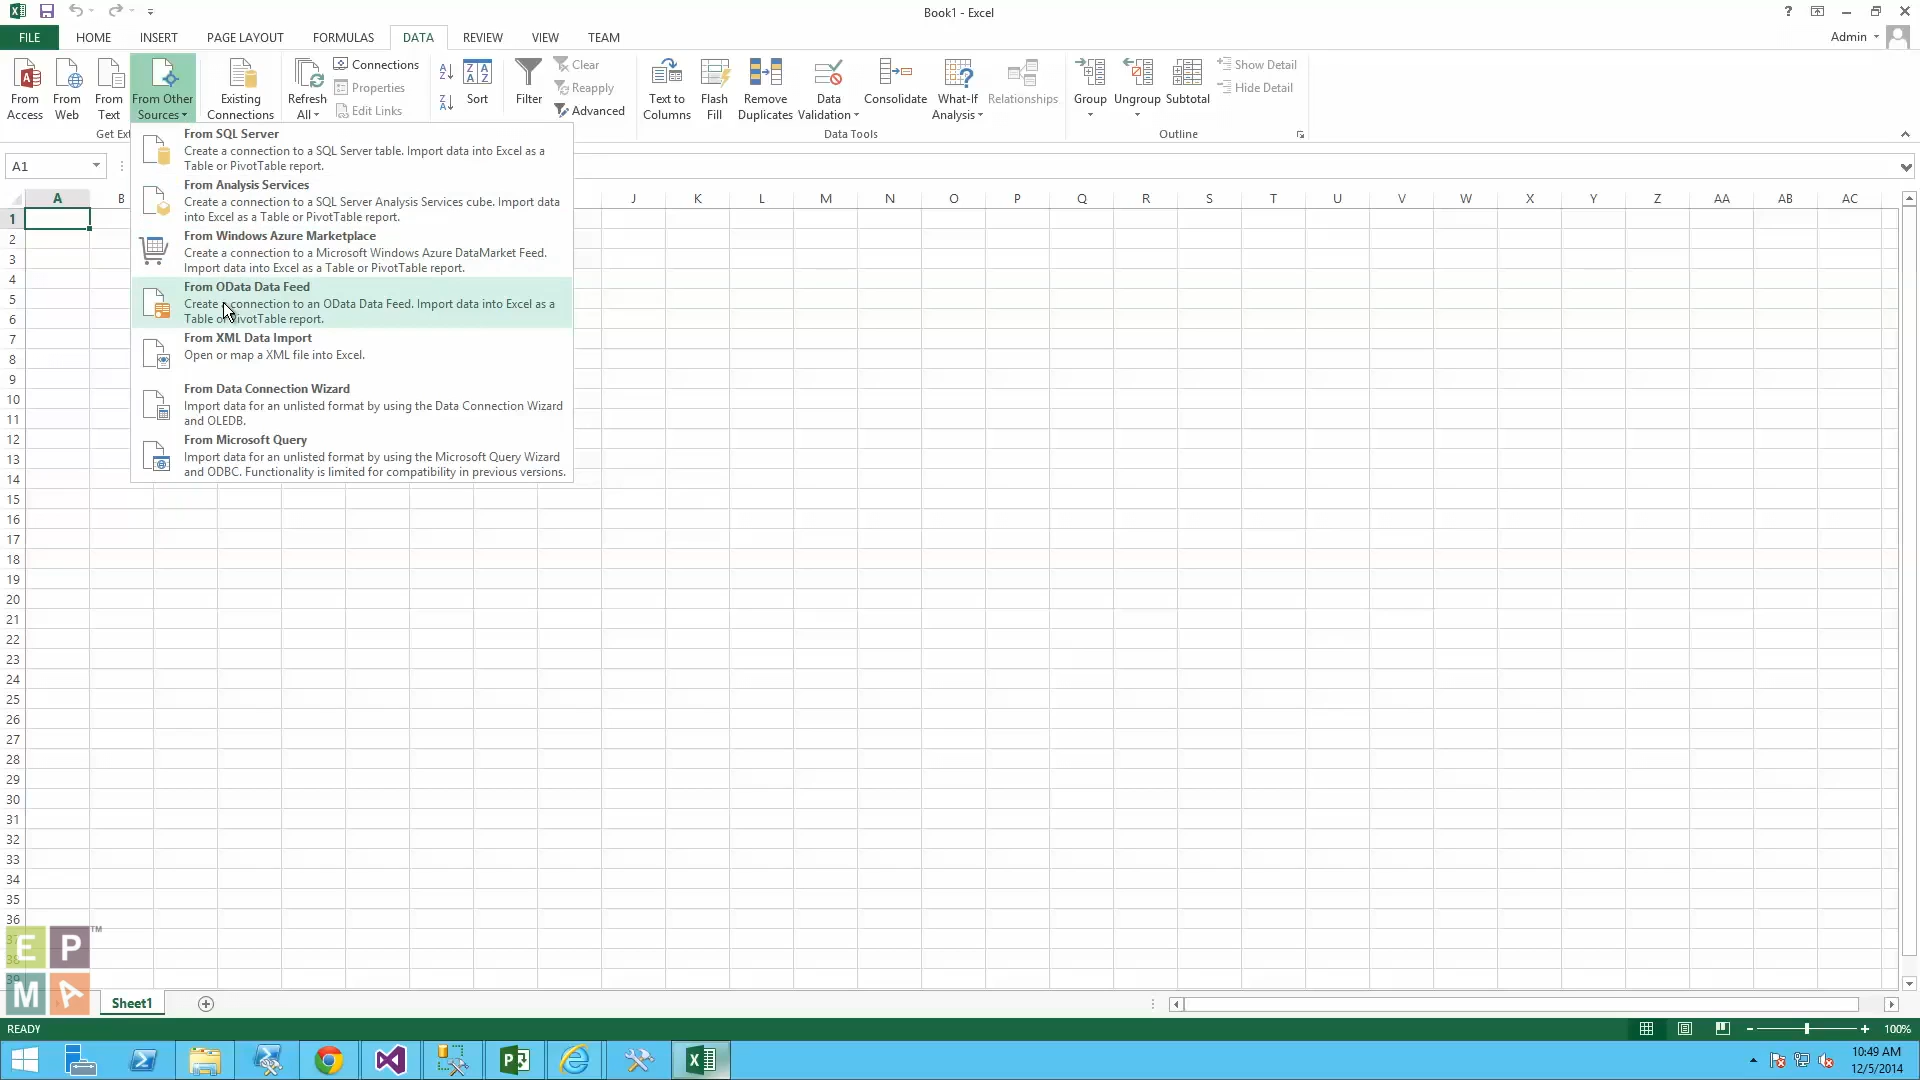 Book1 - Excel
?
FILE HOME INSERT PAGE LAYOUT FORMULAS DATA REVIEW VIEW TEAM
Admin
From Access
From Web
From Text
From Other Sources
Existing Connections
Refresh All
Connections
Properties
Edit Links
Sort
Filter
Clear
Reapply
Advanced
Text to Columns
Flash Fill
Remove Duplicates
Data Validation
Consolidate
What-If Analysis
Relationships
Group
Ungroup
Subtotal
Show Detail
Hide Detail
Get Ext
Data Tools
Outline
From SQL Server
Create a connection to a SQL Server table. Import data into Excel as a
Table or PivotTable report.
From Analysis Services
Create a connection to a SQL Server Analysis Services cube. Import data
into Excel as a Table or PivotTable report.
From Windows Azure Marketplace
Create a connection to a Microsoft Windows Azure DataMarket Feed.
Import data into Excel as a Table or PivotTable report.
From OData Data Feed
Create a connection to an OData Data Feed. Import data into Excel as a
Table or PivotTable report.
From XML Data Import
Open or map a XML file into Excel.
From Data Connection Wizard
Import data for an unlisted format by using the Data Connection Wizard
and OLEDB.
From Microsoft Query
Import data for an unlisted format by using the Microsoft Query Wizard
and ODBC. Functionality is limited for compatibility in previous versions.
A1
A B J K L M N O P Q R S T U V W X Y Z AA AB AC
1
2
3
4
5
6
7
8
9
10
11
12
13
14
15
16
17
18
19
20
21
22
23
24
25
26
27
28
29
30
31
32
33
34
35
36
E P ™
M A
Sheet1
READY
100%
10:49 AM
12/5/2014